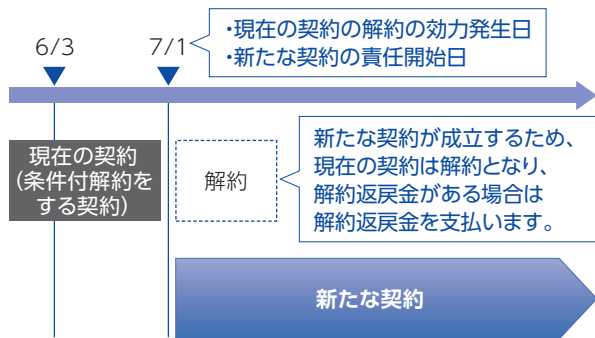 ・現在の契約の解約の効力発生日
・新たな契約の責任開始日
6/3
7/1
現在の契約
(条件付解約を
する契約)
解約
新たな契約が成立するため、
現在の契約は解約となり、
解約返戻金がある場合は
解約返戻金を支払います。
新たな契約